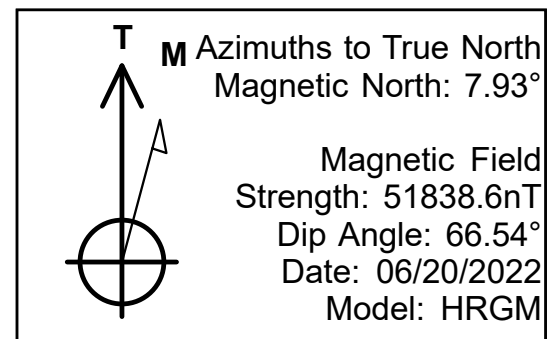 T
M Azimuths to True North
Magnetic North: 7.93°
Magnetic Field
Strength: 51838.6nT
Dip Angle: 66.54°
Date: 06/20/2022
Model: HRGM